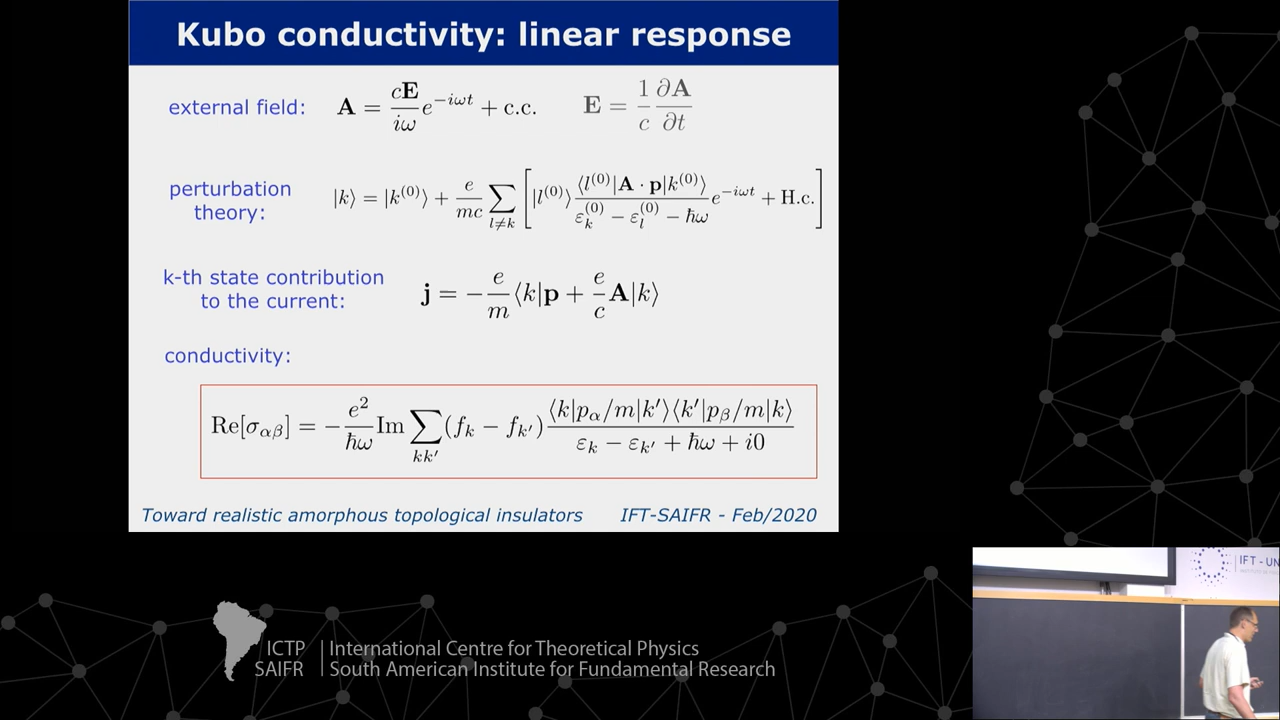 Kubo conductivity: linear response
external field: A = cE/iω e^{-iωt} + c.c. E = 1/c ∂A/∂t
perturbation theory: |k⟩ = |k^{(0)}⟩ + e/mc ∑_{l≠k} [ |l^{(0)}⟩ ⟨l^{(0)}|A · p|k^{(0)}⟩ / ε_k^{(0)} − ε_l^{(0)} − ħω e^{−iωt} + H.c. ]
k-th state contribution to the current: j = − e/m ⟨k|p + e/c A|k⟩
conductivity:
Re[σ_{αβ}] = − e²/ħω Im ∑_{kk′} (f_k − f_{k′}) ⟨k|p_α/m|k′⟩⟨k′|p_β/m|k⟩ / ε_k − ε_{k′} + ħω + i0
Toward realistic amorphous topological insulators IFT-SAIFR - Feb/2020
IFT - UN
ICTP SAIFR
International Centre for Theoretical Physics
South American Institute for Fundamental Research